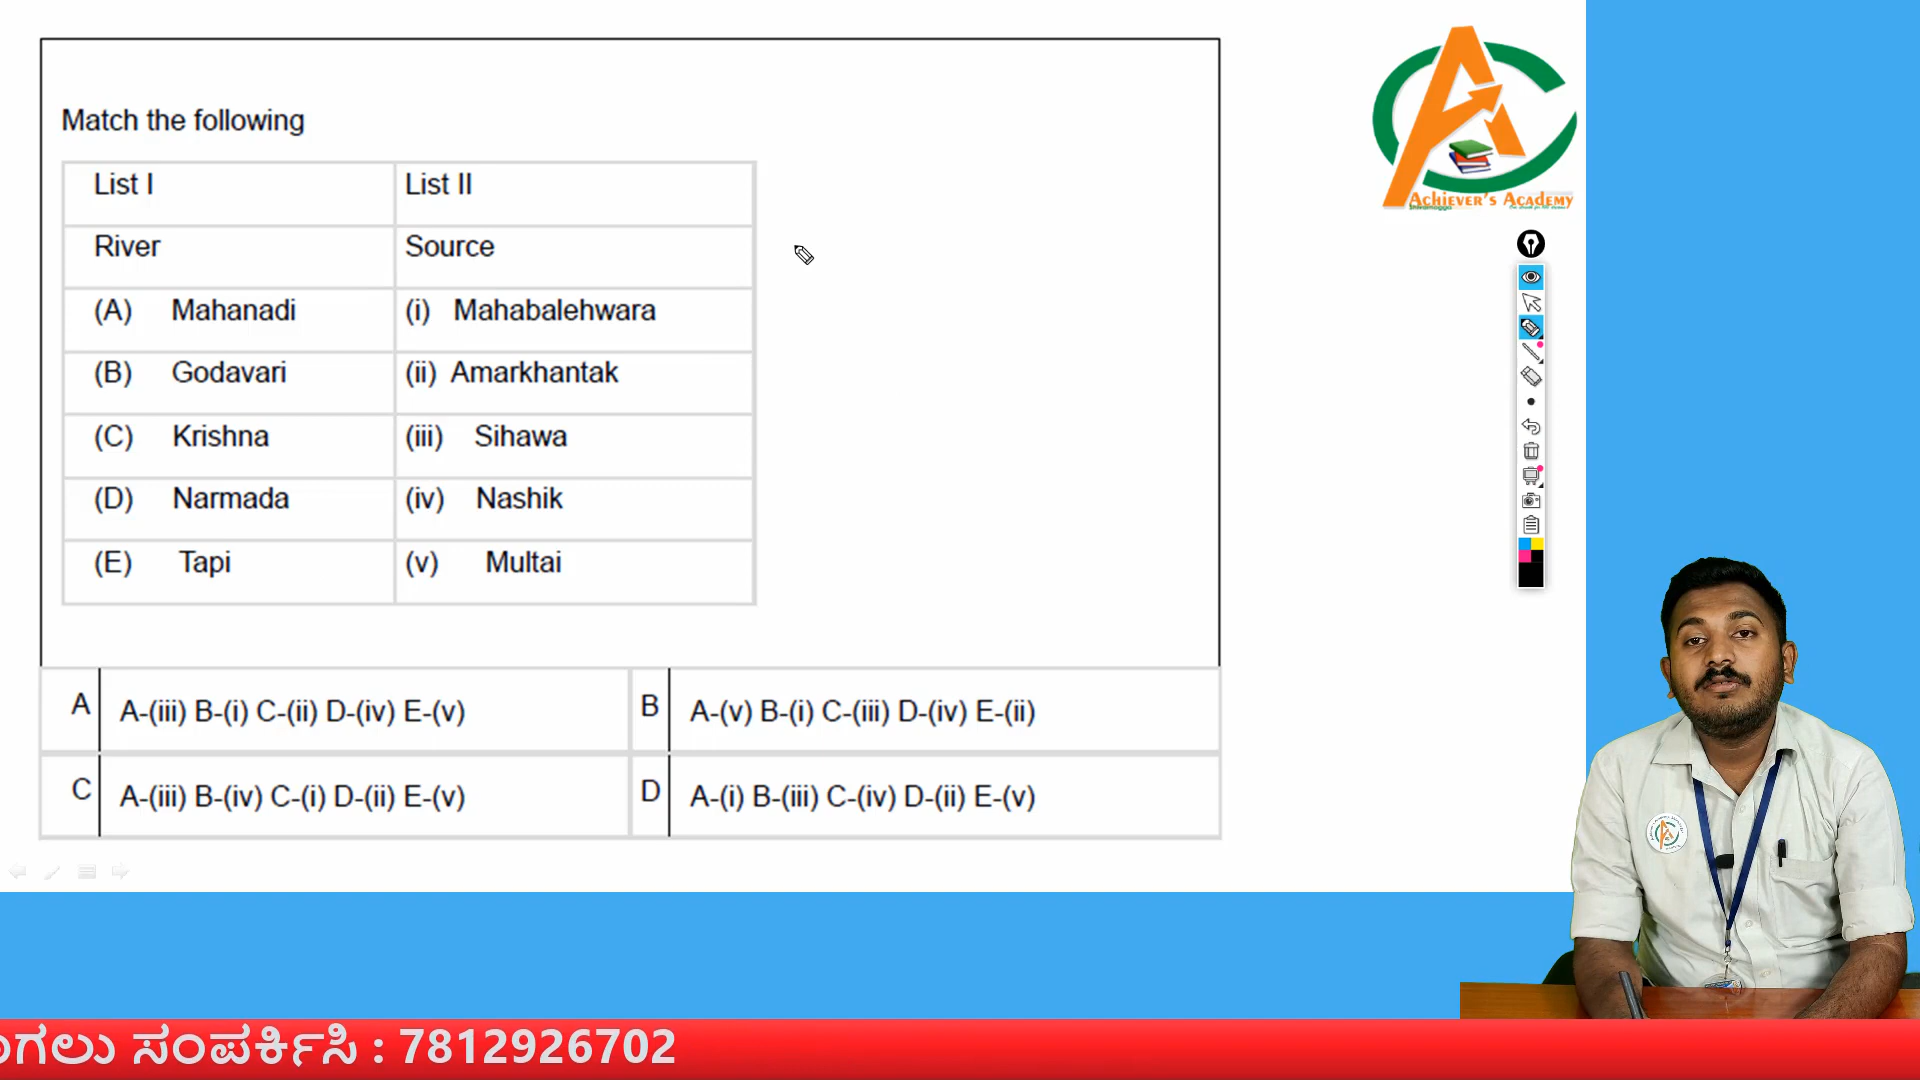 Match the following
List I List II
River Source
(A) Mahanadi (i) Mahabalehwara
(B) Godavari (ii) Amarkhantak
(C) Krishna (iii) Sihawa
(D) Narmada (iv) Nashik
(E) Tapi (v) Multai
A A-(iii) B-(i) C-(ii) D-(iv) E-(v)
B A-(v) B-(i) C-(iii) D-(iv) E-(ii)
C A-(iii) B-(iv) C-(i) D-(ii) E-(v)
D A-(i) B-(iii) C-(iv) D-(ii) E-(v)
ACHIEVER'S ACADEMY
ಸಂಪರ್ಕಿಸಿ : 7812926702